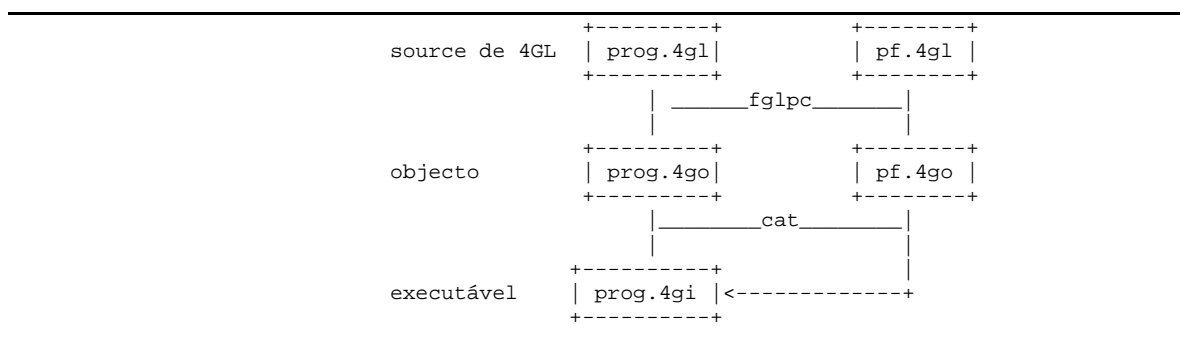 source de 4GL prog.4gl pf.4gl
fglpc
objecto prog.4go pf.4go
cat
executável prog.4gi